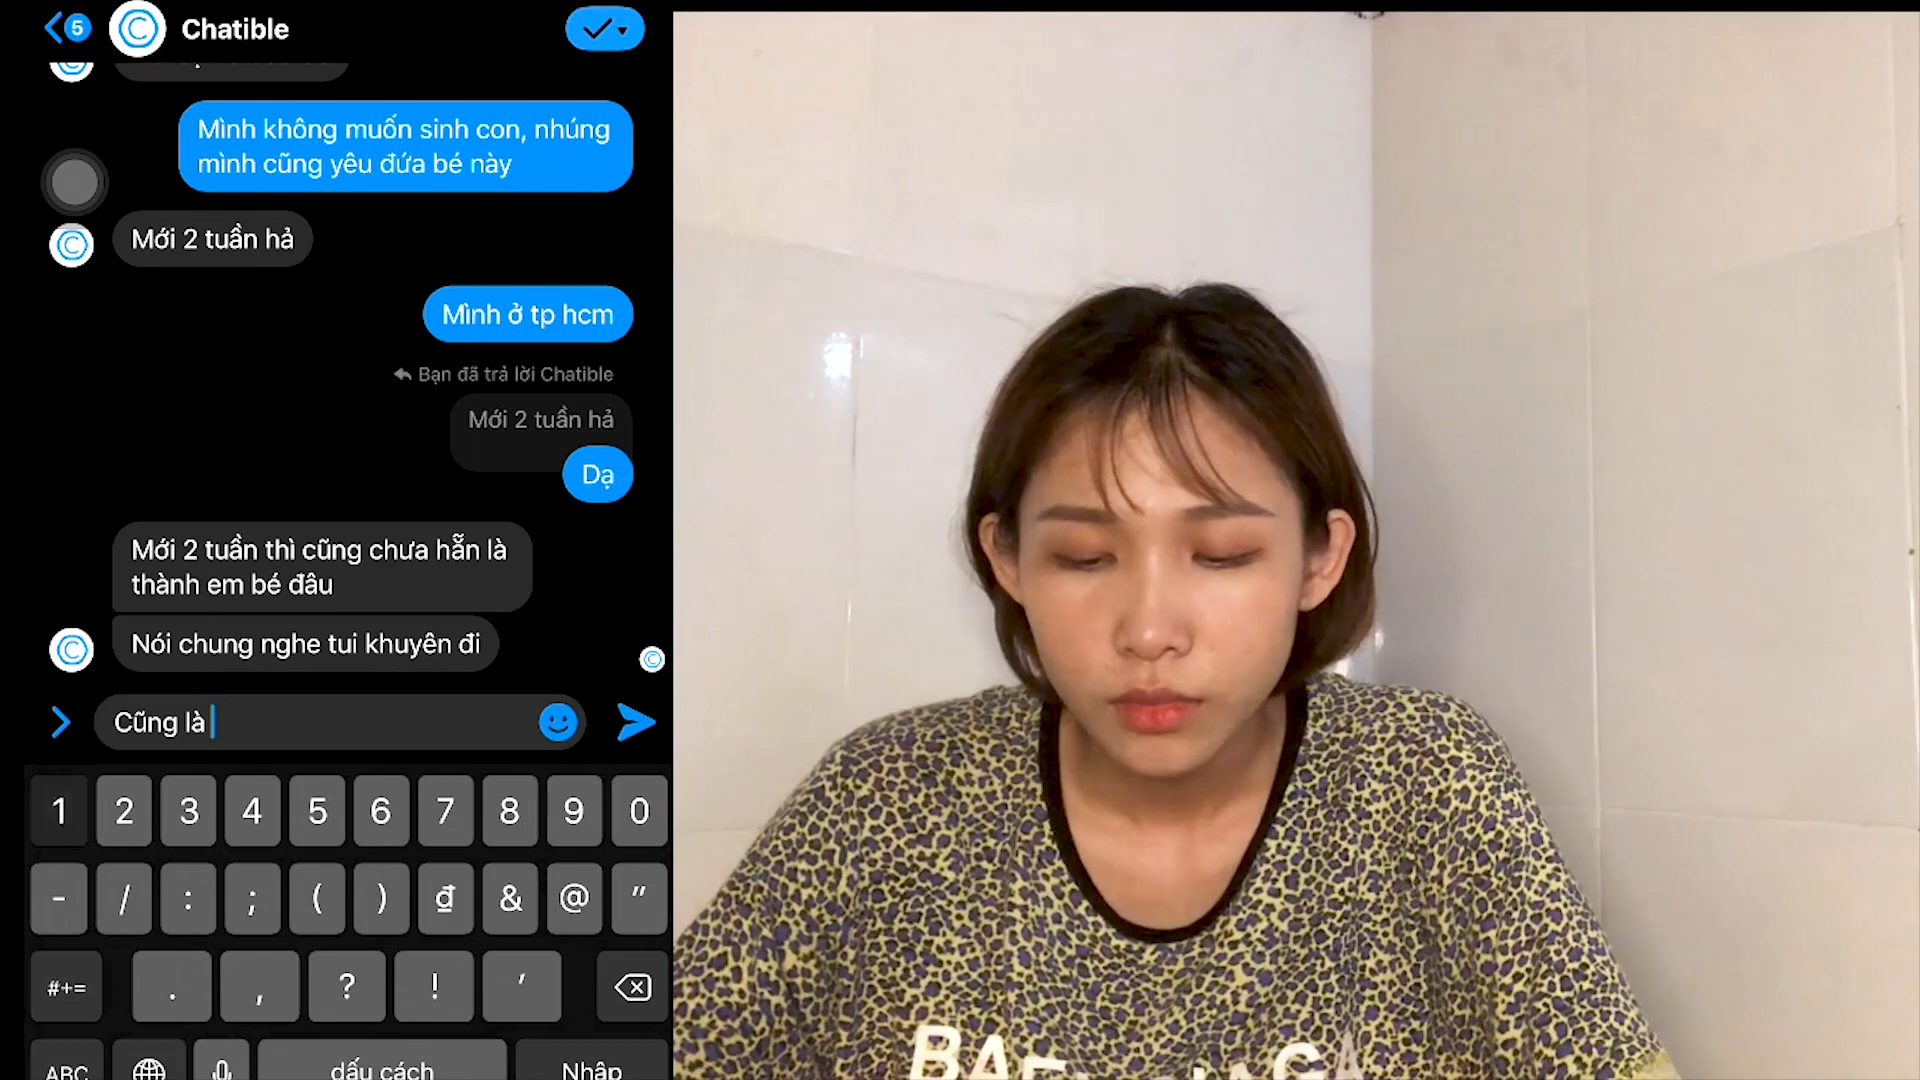 5
Chatible
Mình không muốn sinh con, nhúng
mình cũng yêu đứa bé này
Mới 2 tuần hả
Mình ở tp hcm
Bạn đã trả lời Chatible
Mới 2 tuần hả
Dạ
Mới 2 tuần thì cũng chưa hẵn là
thành em bé đâu
Nói chung nghe tui khuyên đi
Cũng là
1 2 3 4 5 6 7 8 9 0
- / : ; ( ) ₫ & @ "
#+= . , ? ! '
ABC dấu cách Nhập